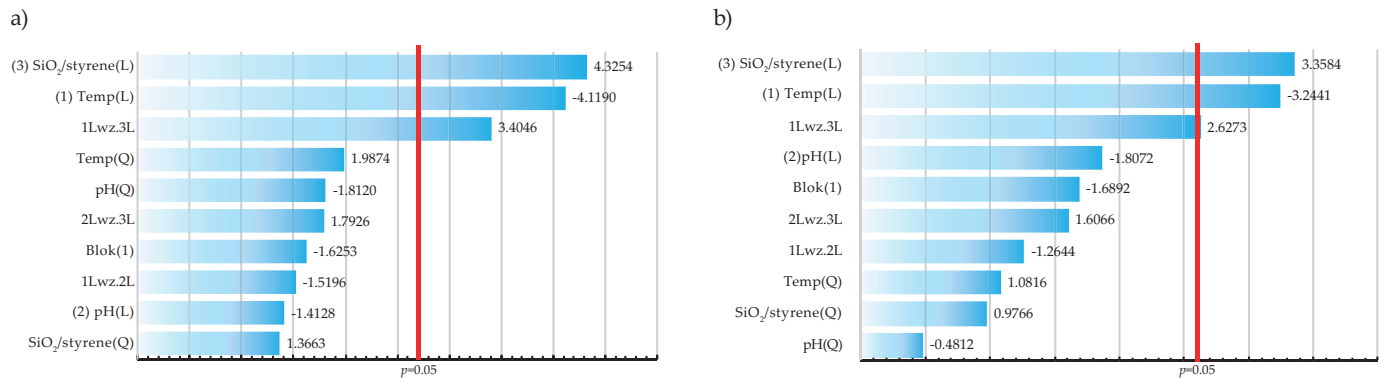 a)
(3) SiO₂/styrene(L) 4.3254
(1) Temp(L) -4.1190
1Lwz.3L 3.4046
Temp(Q) 1.9874
pH(Q) -1.8120
2Lwz.3L 1.7926
Blok(1) -1.6253
1Lwz.2L -1.5196
(2) pH(L) -1.4128
SiO₂/styrene(Q) 1.3663
p=0.05
b)
(3) SiO₂/styrene(L) 3.3584
(1) Temp(L) -3.2441
1Lwz.3L 2.6273
(2)pH(L) -1.8072
Blok(1) -1.6892
2Lwz.3L 1.6066
1Lwz.2L -1.2644
Temp(Q) 1.0816
SiO₂/styrene(Q) 0.9766
pH(Q) -0.4812
p=0.05